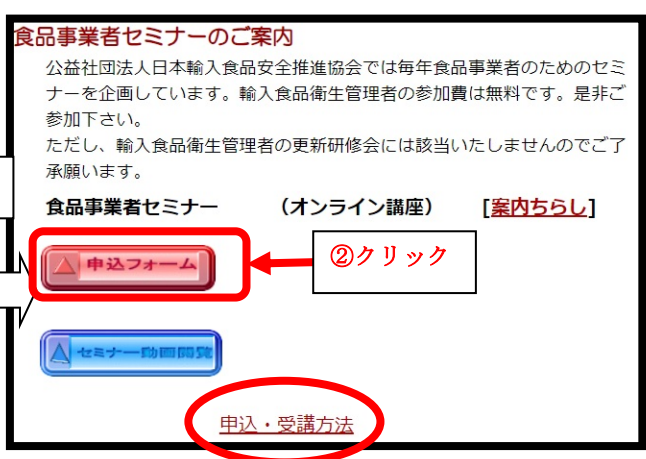 食品事業者セミナーのご案内
公益社団法人日本輸入食品安全推進協会では毎年食品事業者のためのセミ
ナーを企画しています。輸入食品衛生管理者の参加費は無料です。是非ご
参加下さい。
ただし、輸入食品衛生管理者の更新研修会には該当いたしませんのでご了
承願います。
食品事業者セミナー （オンライン講座） [案内ちらし]
申込フォーム
②クリック
セミナー動画閲覧
申込・受講方法